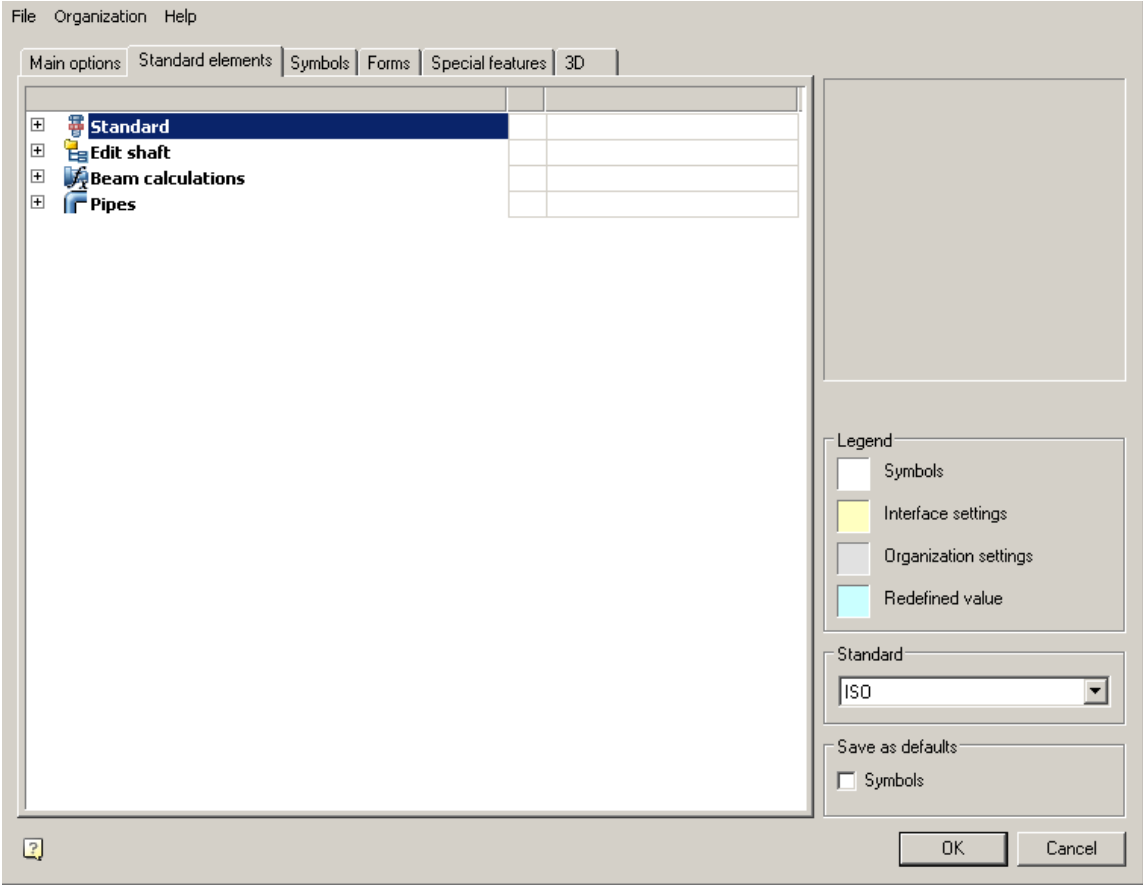 File Organization Help
Main options Standard elements Symbols Forms Special features 3D
Standard
Edit shaft
Beam calculations
Pipes
Legend
Symbols
Interface settings
Organization settings
Redefined value
Standard
ISO
Save as defaults
Symbols
OK Cancel